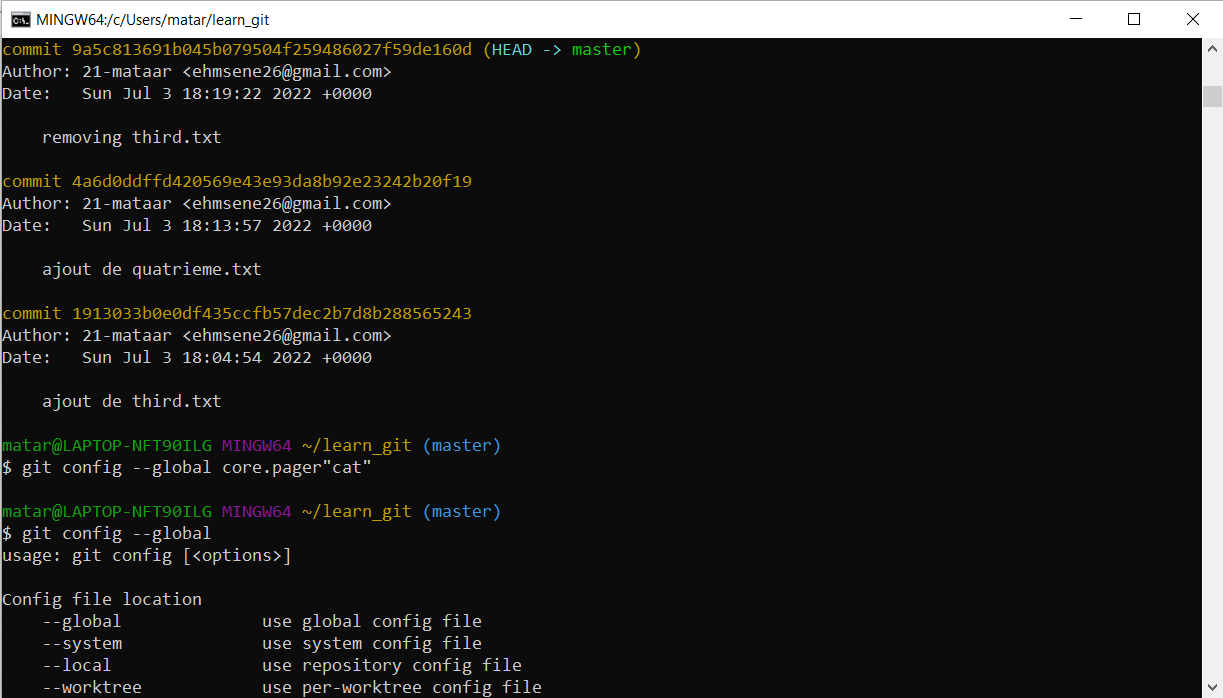 MINGW64:/c/Users/matar/learn_git
commit 9a5c813691b045b079504f259486027f59de160d (HEAD -> master)
Author: 21-mataar <ehmsene26@gmail.com>
Date:   Sun Jul 3 18:19:22 2022 +0000
    removing third.txt
commit 4a6d0ddffd420569e43e93da8b92e23242b20f19
Author: 21-mataar <ehmsene26@gmail.com>
Date:   Sun Jul 3 18:13:57 2022 +0000
    ajout de quatrieme.txt
commit 1913033b0e0df435ccfb57dec2b7d8b288565243
Author: 21-mataar <ehmsene26@gmail.com>
Date:   Sun Jul 3 18:04:54 2022 +0000
    ajout de third.txt
matar@LAPTOP-NFT90ILG MINGW64 ~/learn_git (master)
$ git config --global core.pager"cat"
matar@LAPTOP-NFT90ILG MINGW64 ~/learn_git (master)
$ git config --global
usage: git config [<options>]
Config file location
    --global              use global config file
    --system              use system config file
    --local               use repository config file
    --worktree            use per-worktree config file